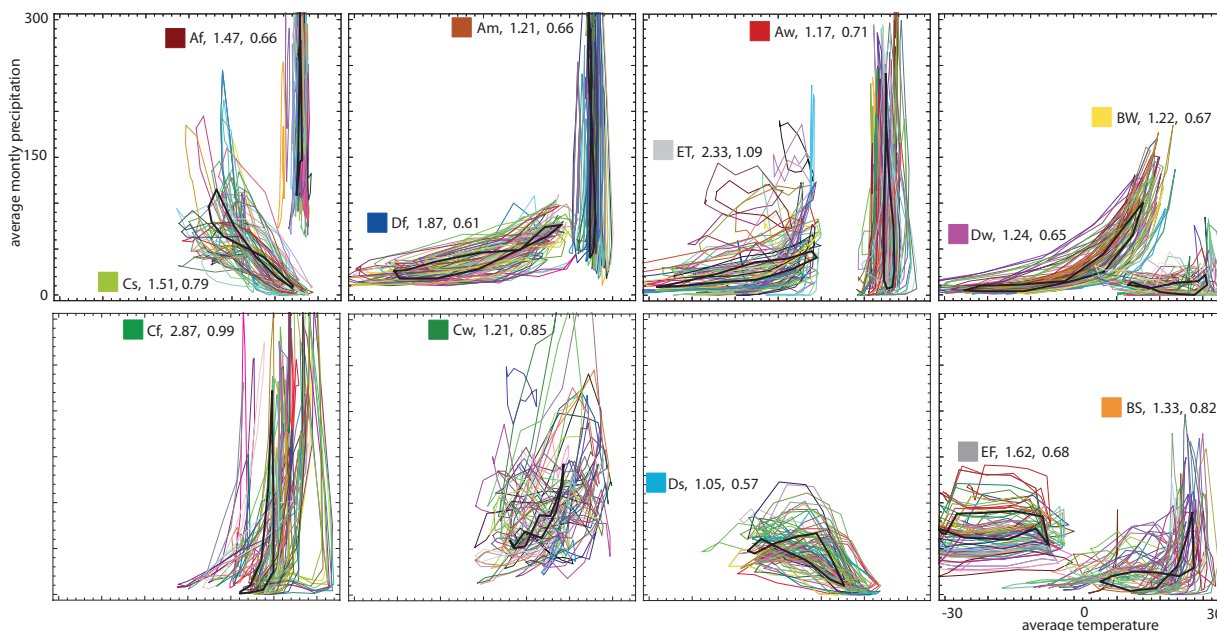 300
150
0
average montly precipitation
Af, 1.47, 0.66
Cs, 1.51, 0.79
Am, 1.21, 0.66
Df, 1.87, 0.61
Aw, 1.17, 0.71
ET, 2.33, 1.09
BW, 1.22, 0.67
Dw, 1.24, 0.65
Cf, 2.87, 0.99
Cw, 1.21, 0.85
Ds, 1.05, 0.57
BS, 1.33, 0.82
EF, 1.62, 0.68
-30 0 30
average temperature